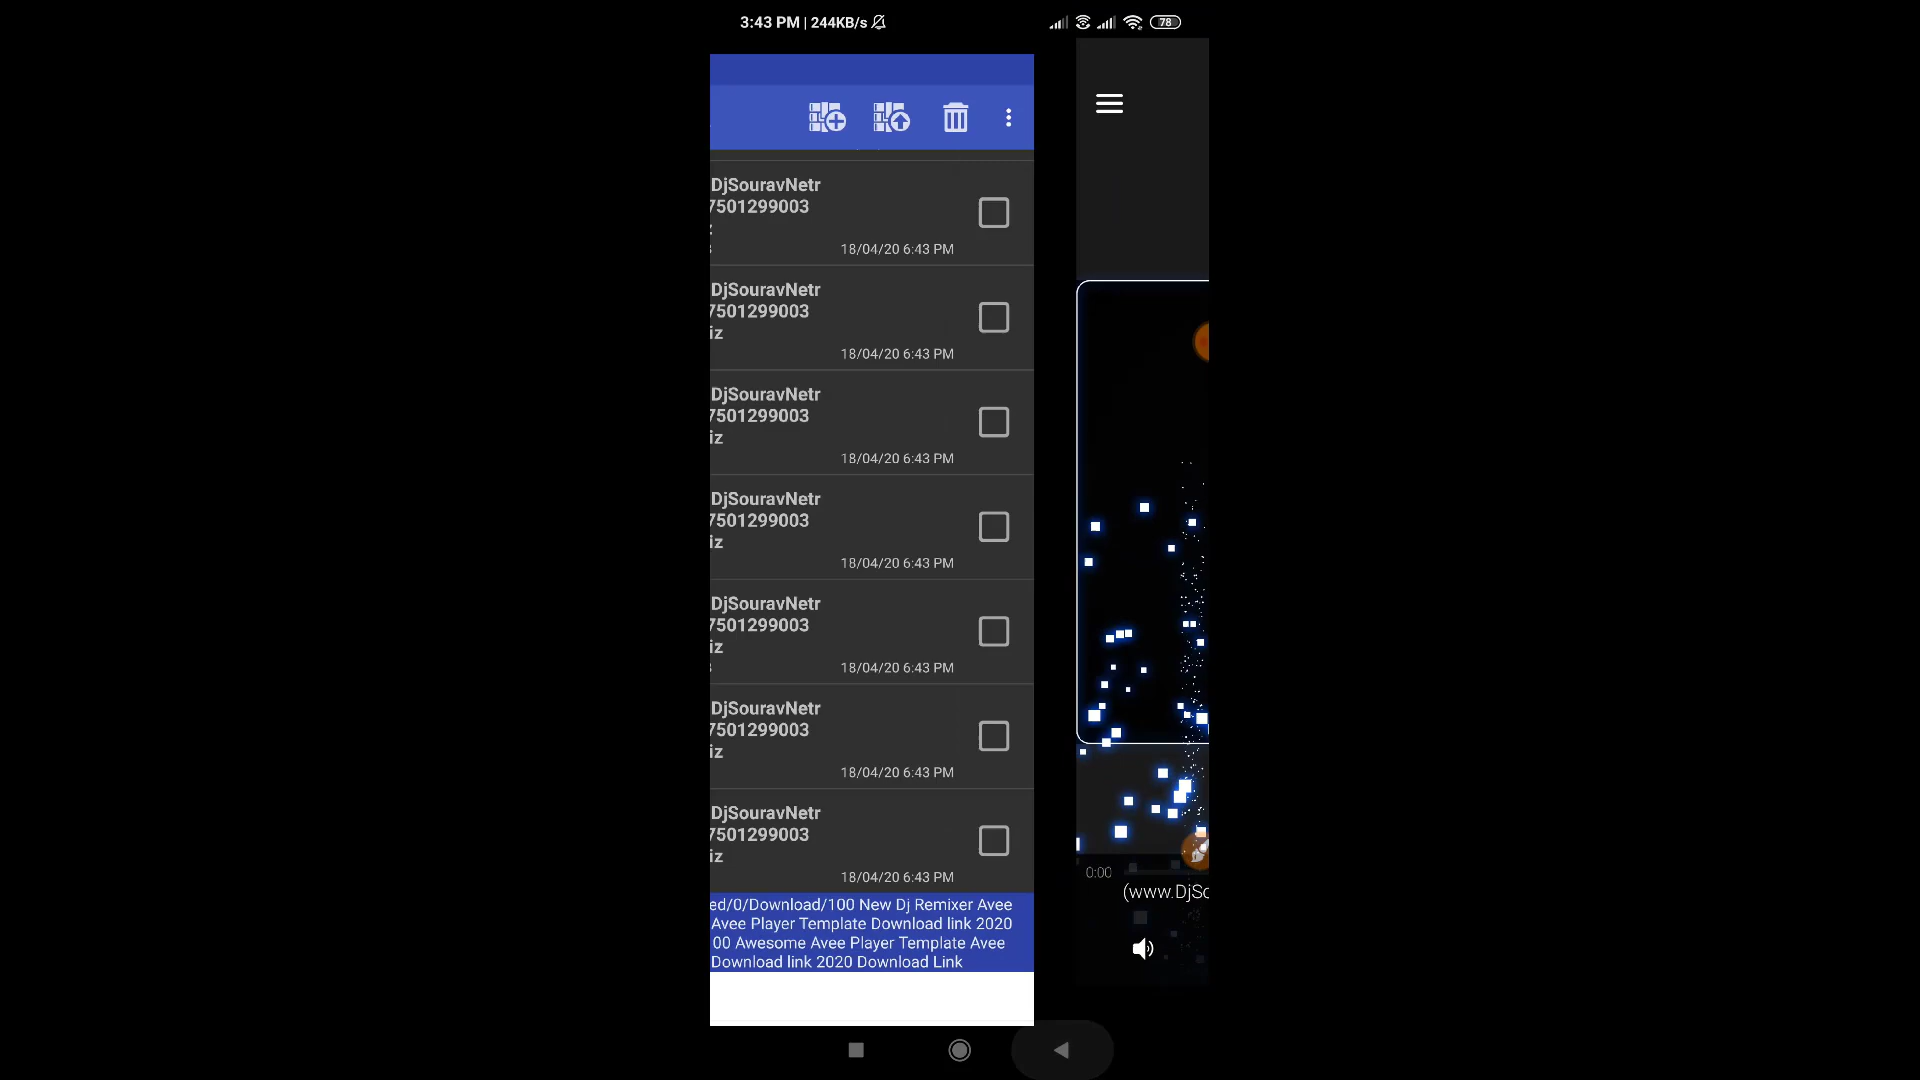 3:43 PM | 244KB/s
78
DjSouravNetr
7501299003
18/04/20 6:43 PM
DjSouravNetr
7501299003
iz
18/04/20 6:43 PM
DjSouravNetr
7501299003
iz
18/04/20 6:43 PM
DjSouravNetr
7501299003
iz
18/04/20 6:43 PM
DjSouravNetr
7501299003
iz
18/04/20 6:43 PM
DjSouravNetr
7501299003
iz
18/04/20 6:43 PM
DjSouravNetr
7501299003
iz
18/04/20 6:43 PM
ed/0/Download/100 New Dj Remixer Avee
Avee Player Template Download link 2020
00 Awesome Avee Player Template Avee
Download link 2020 Download Link
0:00
(www.DjSo